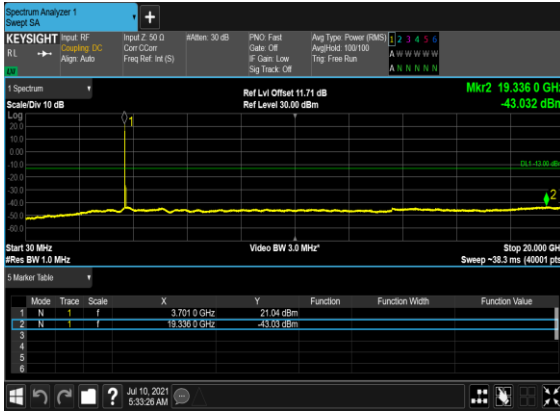 Spectrum Analyzer 1
Swept SA
+
KEYSIGHT Input: RF Input Z: 50 Ω #Atten: 30 dB PNO: Fast Avg Type: Power (RMS) 1 2 3 4 5 6
RL Coupling: DC Corr CCorr Gate: Off Avg|Hold: 100/100 A W W W W W
Align: Auto Freq Ref: Int (S) IF Gain: Low Trig: Free Run
Sig Track: Off A N N N N N
1 Spectrum Ref Lvl Offset 11.71 dB Mkr2 19.336 0 GHz
Scale/Div 10 dB Ref Level 30.00 dBm -43.032 dBm
Log
20.0
10.0
0.00
-10.0
-20.0
-30.0
-40.0
-50.0
-60.0
1
DL1 -13.00 dBm
2
Start 30 MHz Video BW 3.0 MHz* Stop 20.000 GH
#Res BW 1.0 MHz Sweep ~38.3 ms (40001 pts
5 Marker Table
Mode Trace Scale X Y Function Function Width Function Value
1 N 1 f 3.701 0 GHz 21.04 dBm
2 N 1 f 19.336 0 GHz -43.03 dBm
3
4
5
6
? Jul 10, 2021
5:33:26 AM